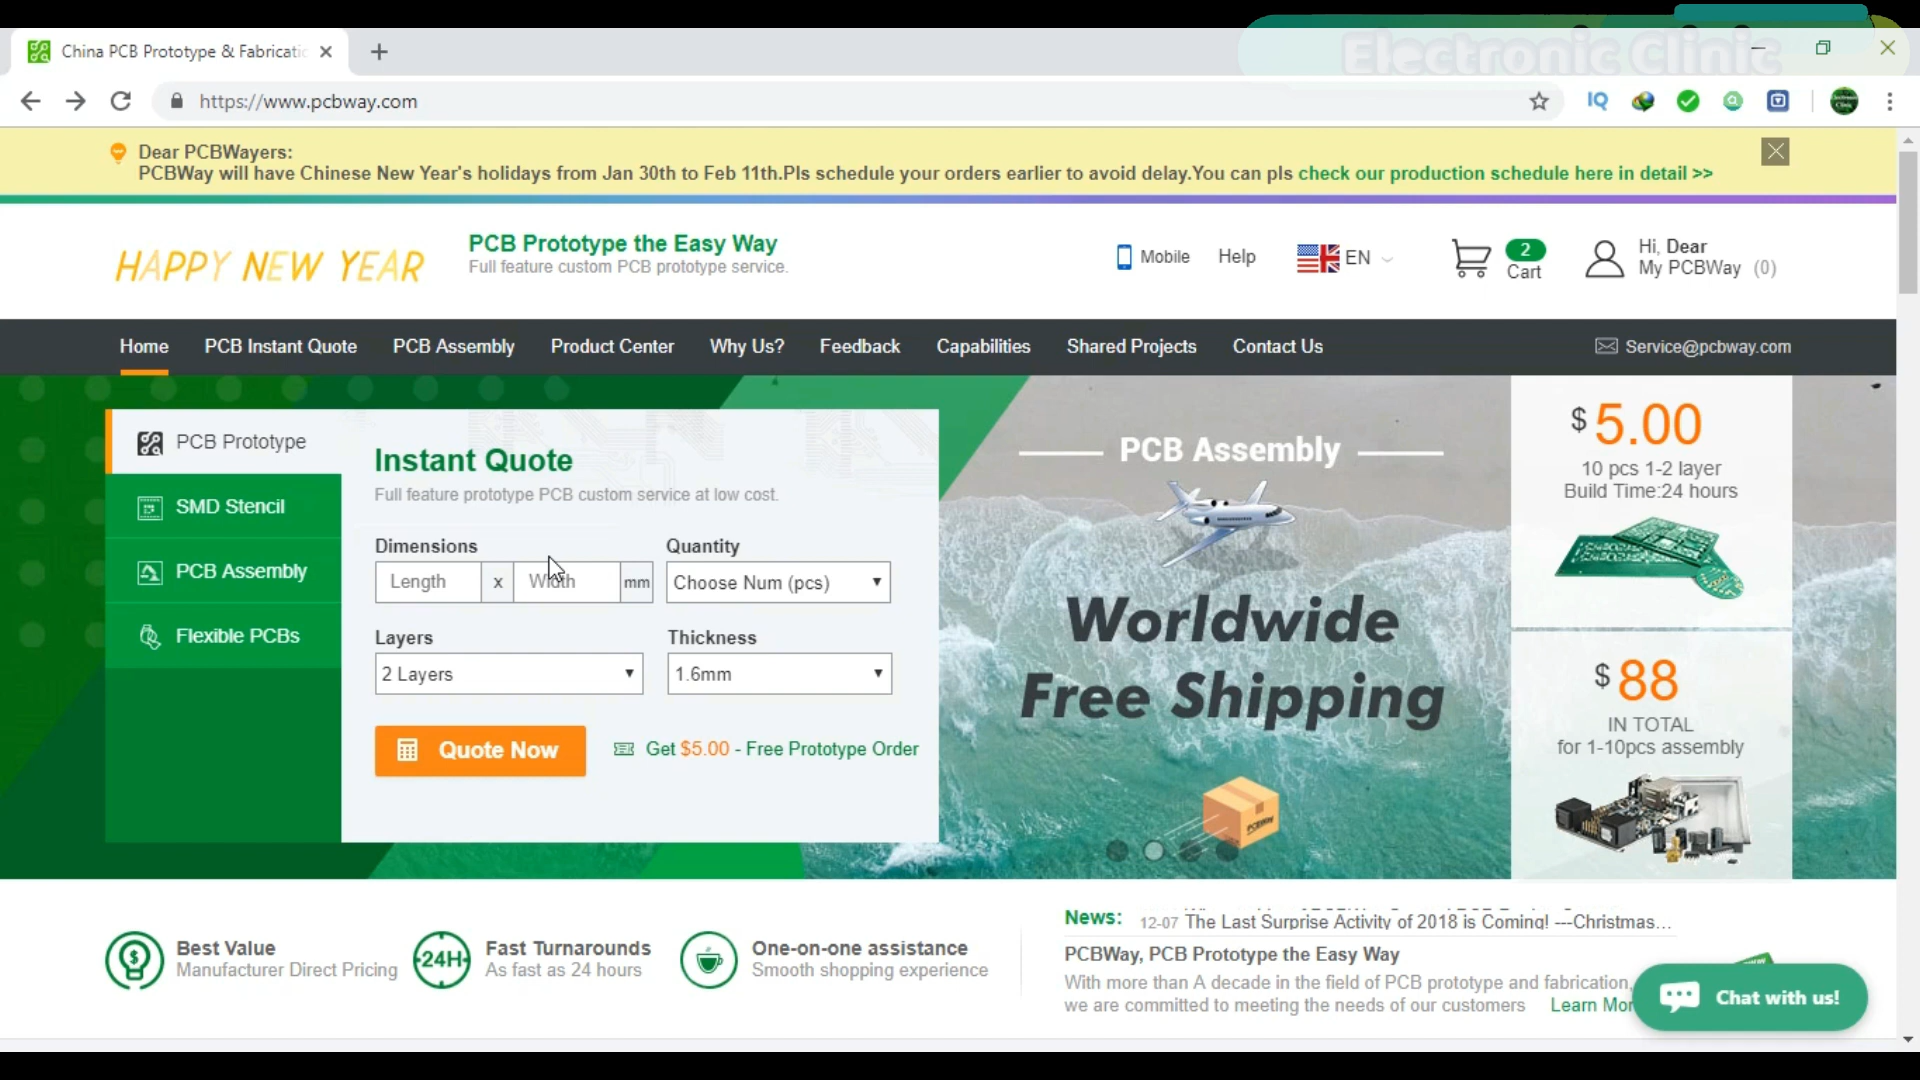 Electronic Clinic
China PCB Prototype & Fabricatic
https://www.pcbway.com
IQ
Dear PCBWayers:
PCBWay will have Chinese New Year's holidays from Jan 30th to Feb 11th.Pls schedule your orders earlier to avoid delay.You can pls check our production schedule here in detail >>
HAPPY NEW YEAR
PCB Prototype the Easy Way
Full feature custom PCB prototype service.
Mobile
Help
EN
2
Cart
Hi, Dear
My PCBWay (0)
Home
PCB Instant Quote
PCB Assembly
Product Center
Why Us?
Feedback
Capabilities
Shared Projects
Contact Us
Service@pcbway.com
PCB Prototype
SMD Stencil
PCB Assembly
Flexible PCBs
Instant Quote
Full feature prototype PCB custom service at low cost.
Dimensions
Quantity
Length x Width mm
Choose Num (pcs)
Layers
Thickness
2 Layers
1.6mm
Quote Now
Get $5.00 - Free Prototype Order
PCB Assembly
Worldwide
Free Shipping
PCBWay
$ 5.00
10 pcs 1-2 layer
Build Time:24 hours
$ 88
IN TOTAL
for 1-10pcs assembly
Best Value
Manufacturer Direct Pricing
24H
Fast Turnarounds
As fast as 24 hours
One-on-one assistance
Smooth shopping experience
News:
12-07 The Last Surprise Activity of 2018 is Coming! ---Christmas...
PCBWay, PCB Prototype the Easy Way
With more than A decade in the field of PCB prototype and fabrication,
we are committed to meeting the needs of our customers
Learn Mor
Chat with us!